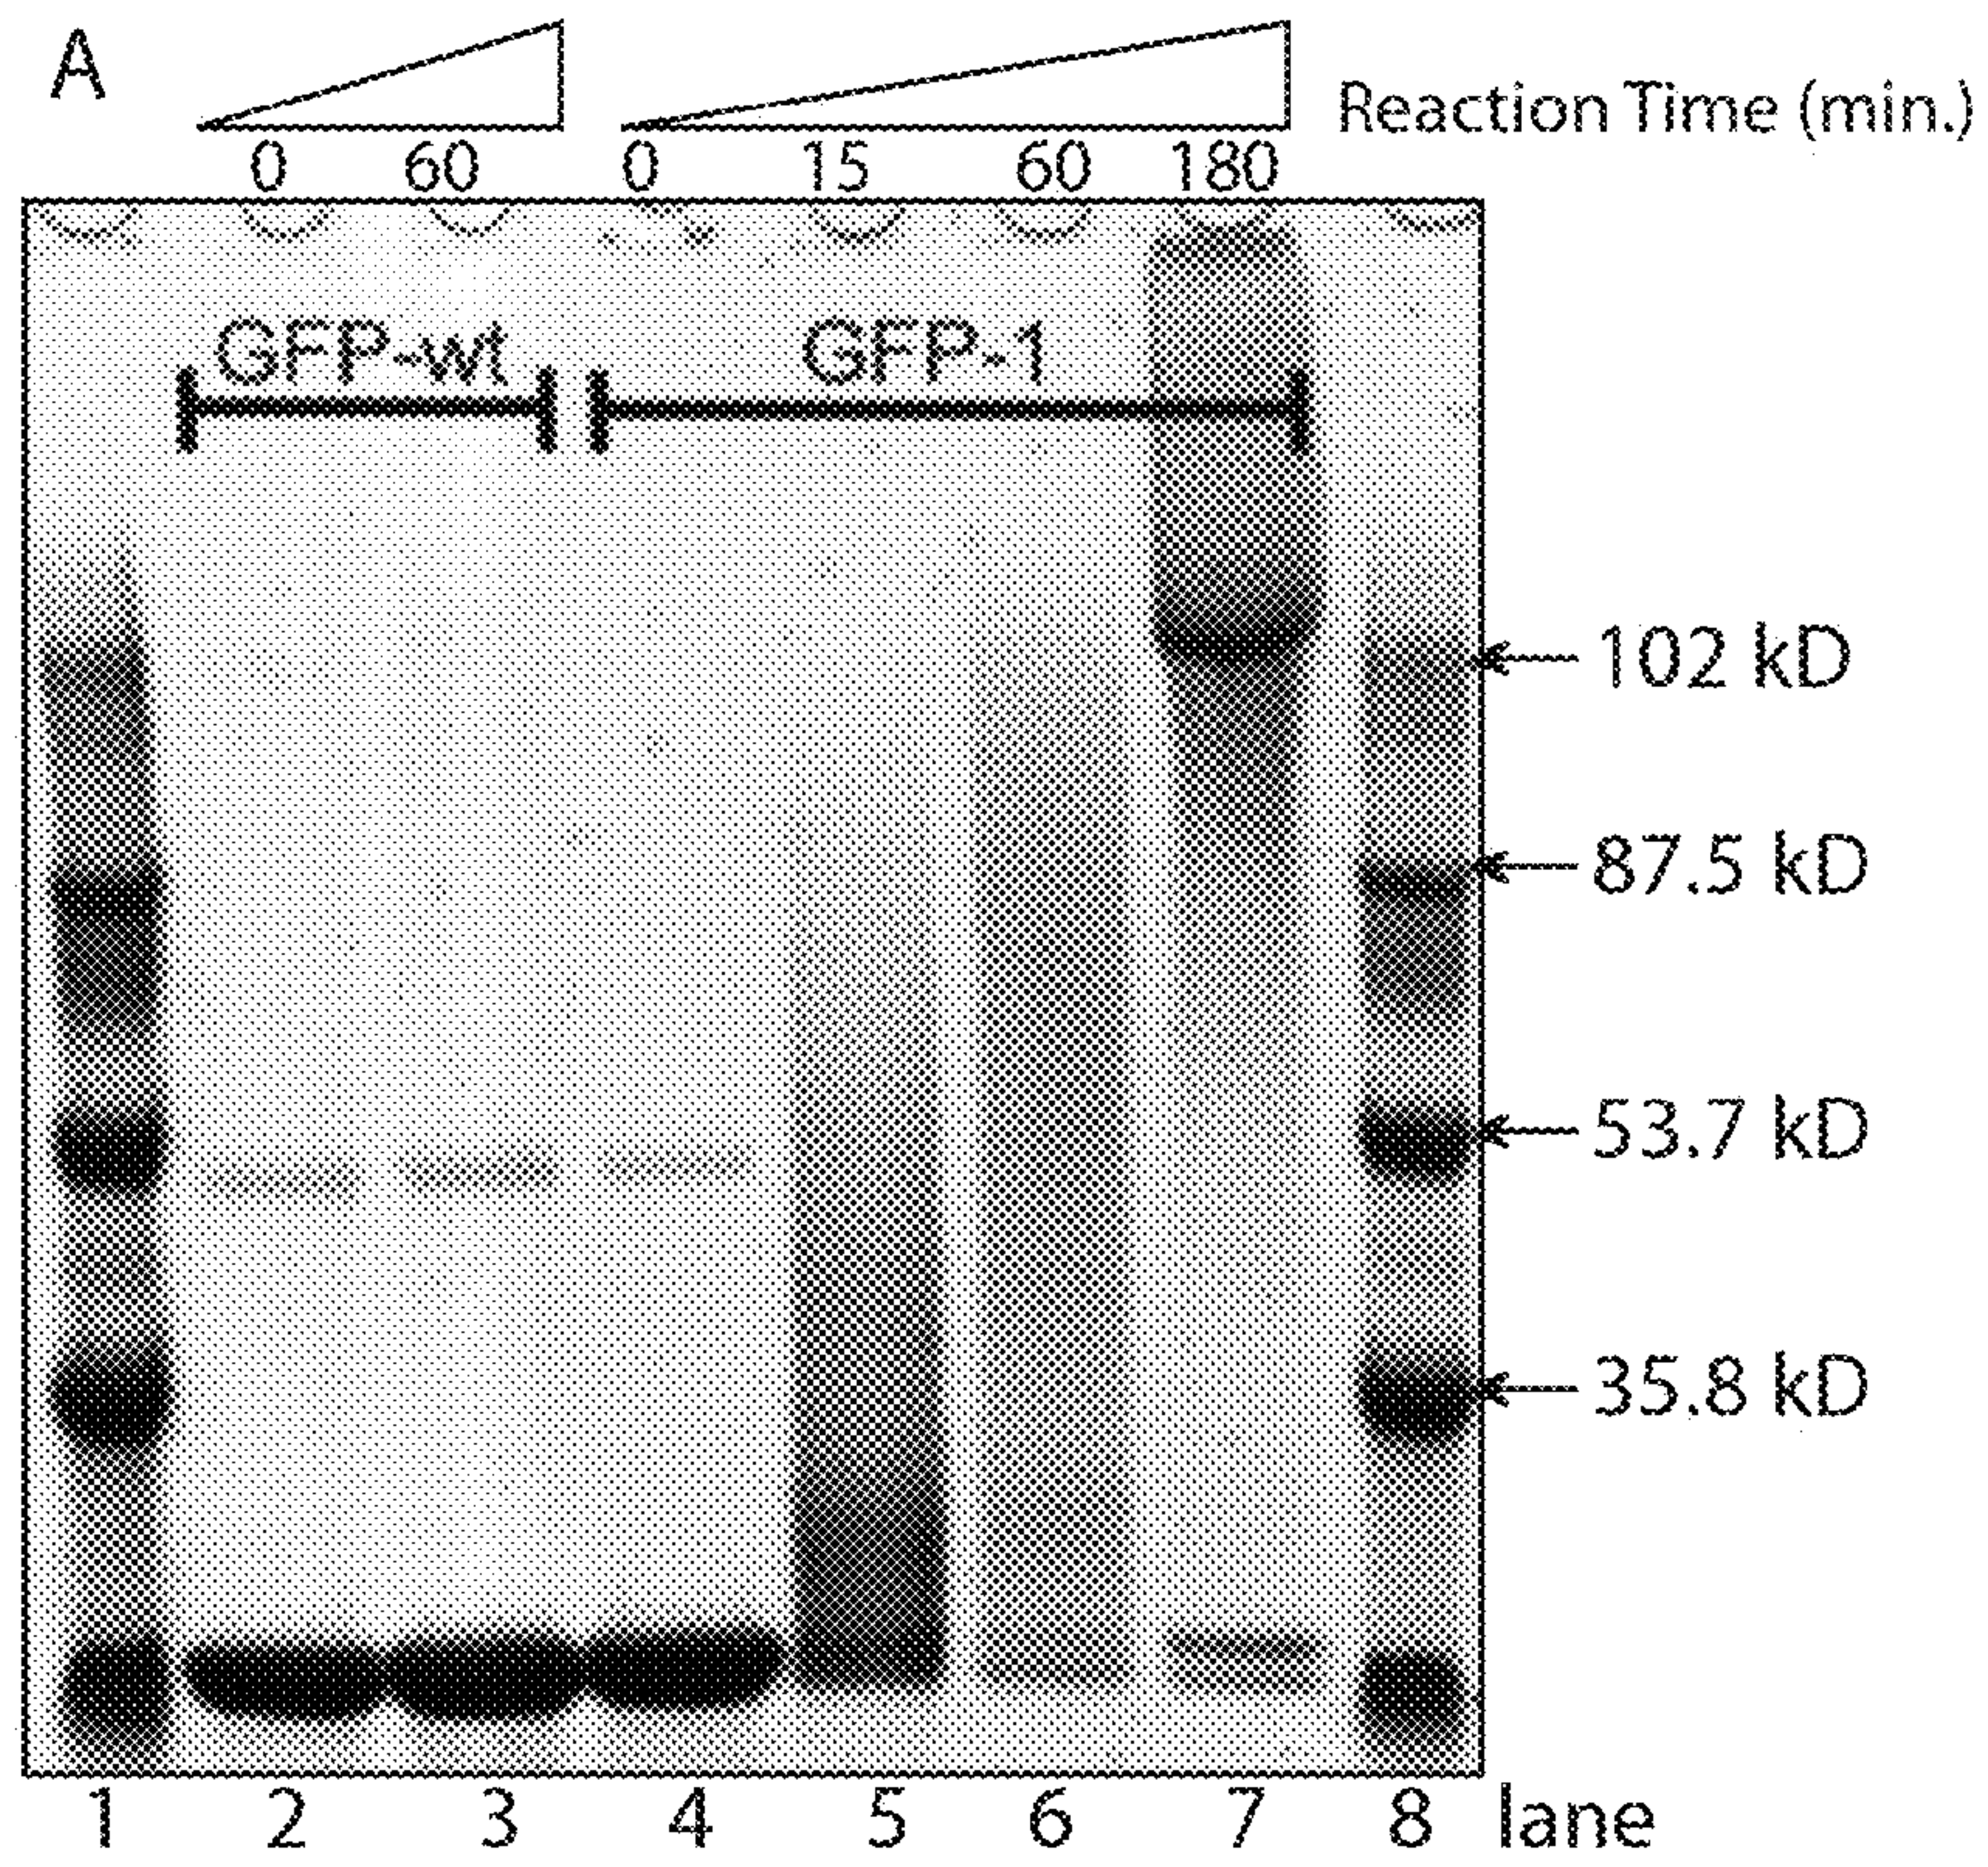 A
Reaction Time (min.)
0 60 0 15 60 180
GFP-wt GFP-1
102 kD
87.5 kD
53.7 kD
35.8 kD
1 2 3 4 5 6 7 8 lane